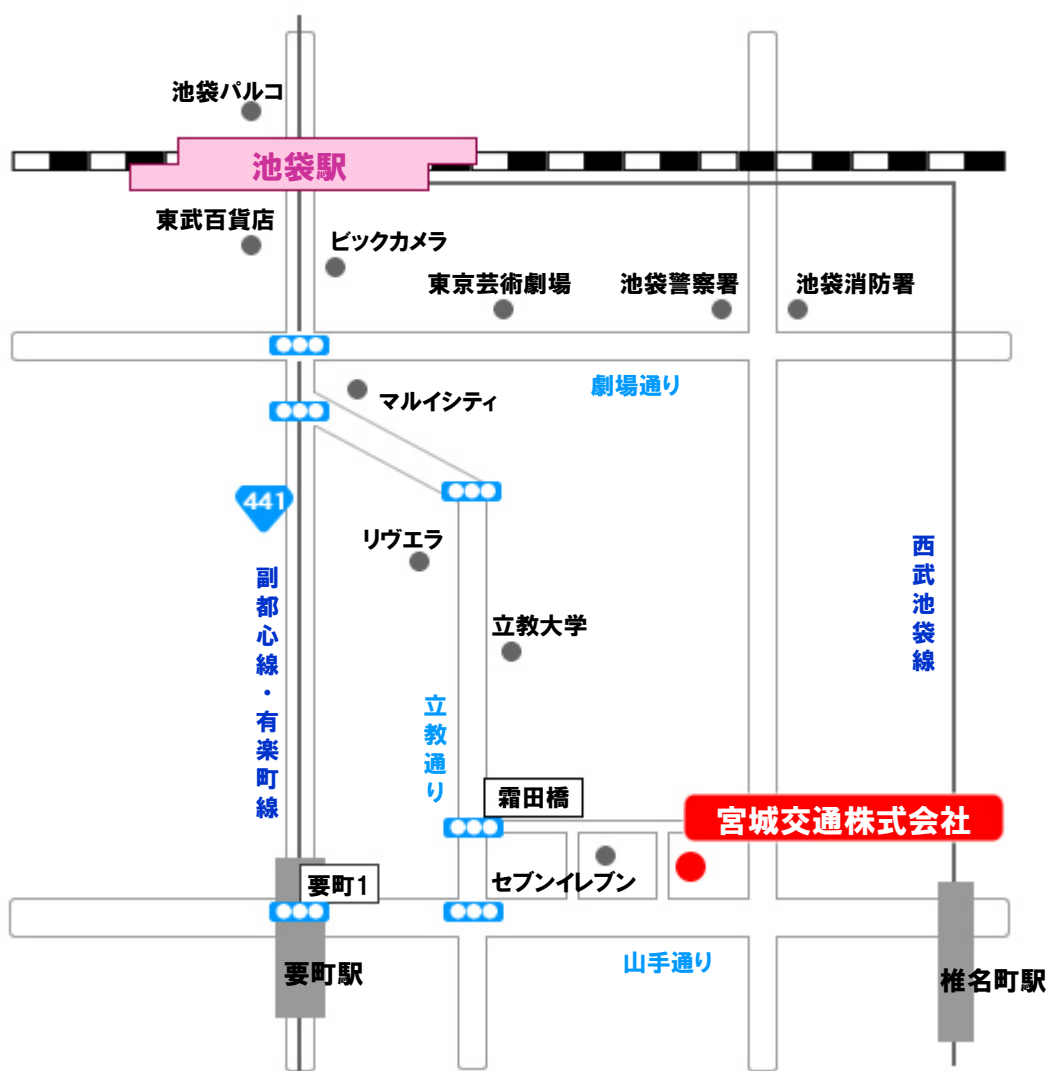 池袋パルコ
池袋駅
東武百貨店
ビックカメラ
東京芸術劇場
池袋警察署
池袋消防署
劇場通り
マルイシティ
441
リヴエラ
西武池袋線
副都心線・有楽町線
立教大学
立教通り
霜田橋
宮城交通株式会社
セブンイレブン
要町1
山手通り
要町駅
椎名町駅